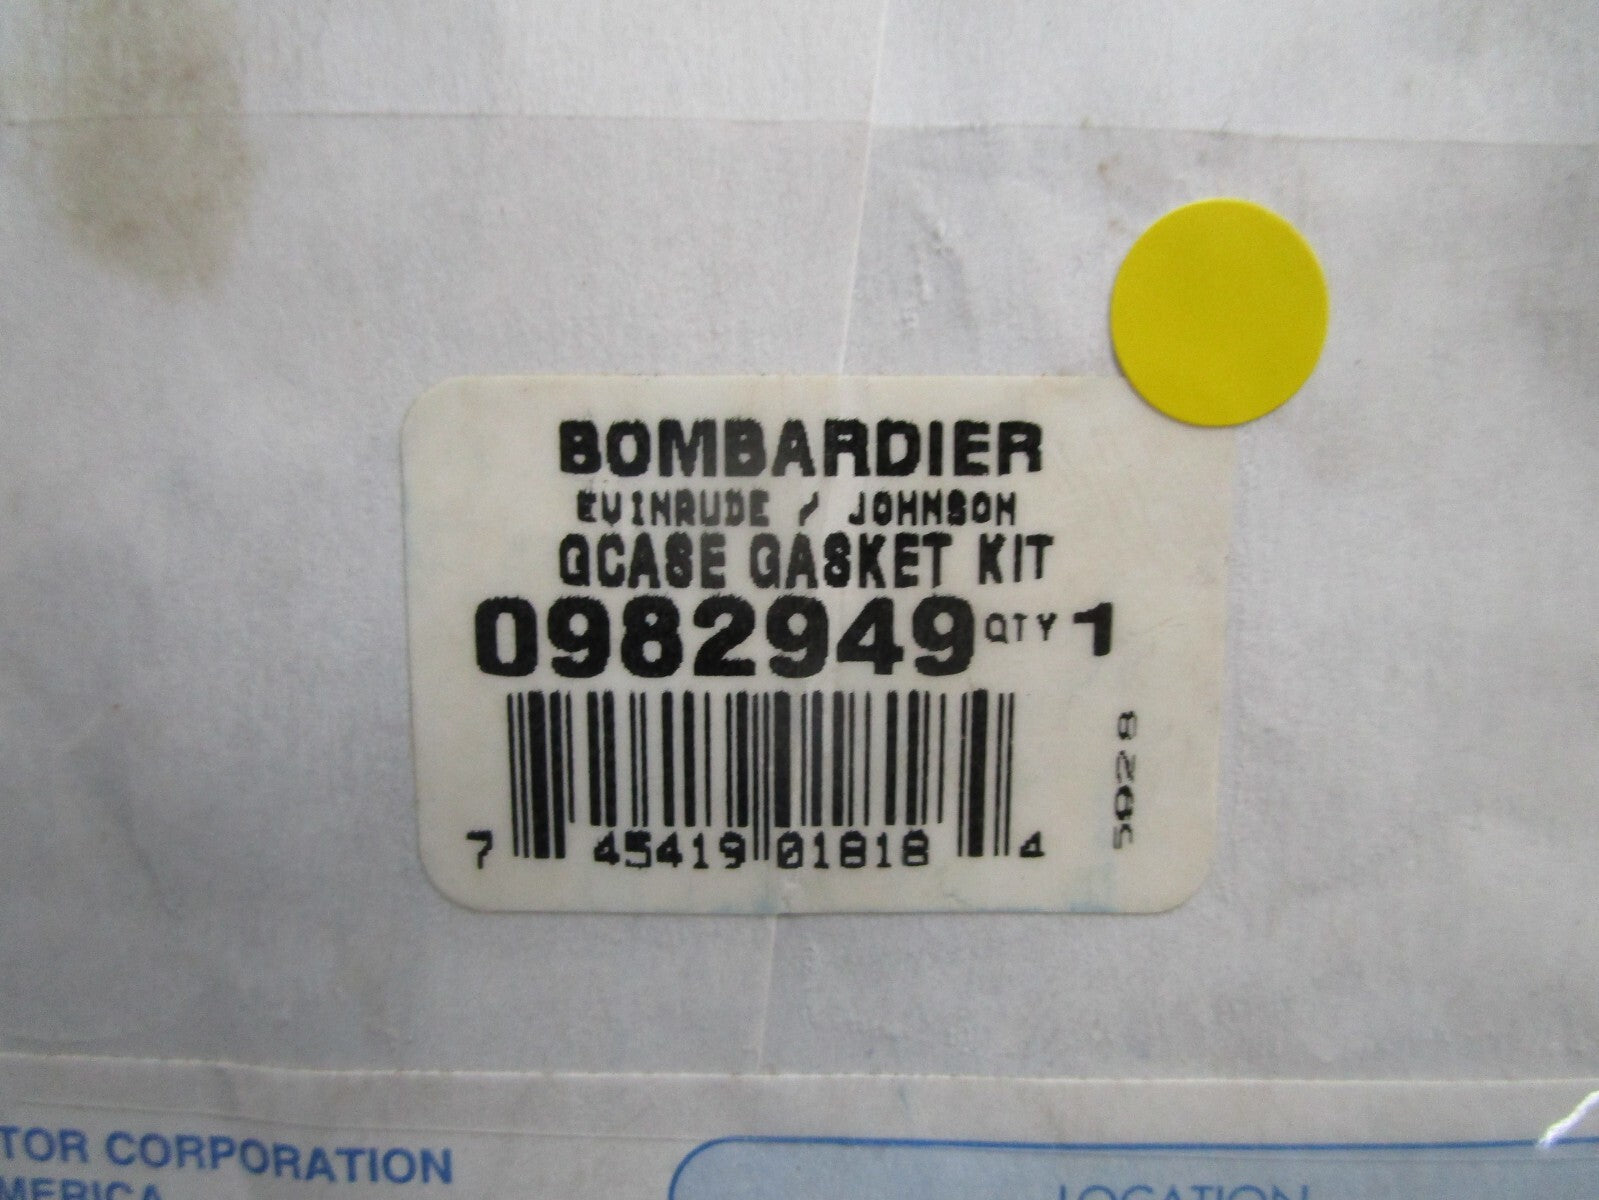 BOMBARDIER
EVINRUDE / JOHNSON
GCASE GASKET KIT
0982949 QTY 1
7 45419 01818 4
5028
TOR CORPORATION
MERICA
LOCATION